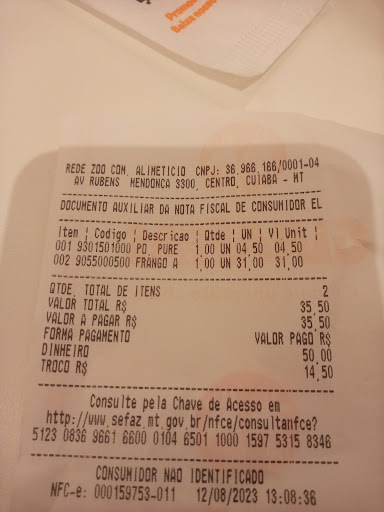 REDE ZOO COM. ALIMETICIO CNPJ: 36.966.166/0001-04
AV RUBENS MENDONCA 3300, CENTRO, CUIABA - MT
DOCUMENTO AUXILIAR DA NOTA FISCAL DE CONSUMIDOR EL
Item | Codigo | Descricao | Qtde | UN | Vl Unit |
001 9301501000 PO. PURE 1,00 UN 04,50 04,50
002 9055000500 FRANGO A 1,00 UN 31,00 31,00
QTDE. TOTAL DE ITENS 2
VALOR TOTAL R$ 35,50
VALOR A PAGAR R$ 35,50
FORMA PAGAMENTO VALOR PAGO R$
DINHEIRO 50,00
TROCO R$ 14,50
Consulte pela Chave de Acesso em
http://www.sefaz.mt.gov.br/nfce/consultanfce?
5123 0836 9661 6600 0104 6501 1000 1597 5315 8346
CONSUMIDOR NAO IDENTIFICADO
NFC-e: 000159753-011 12/08/2023 13:08:36